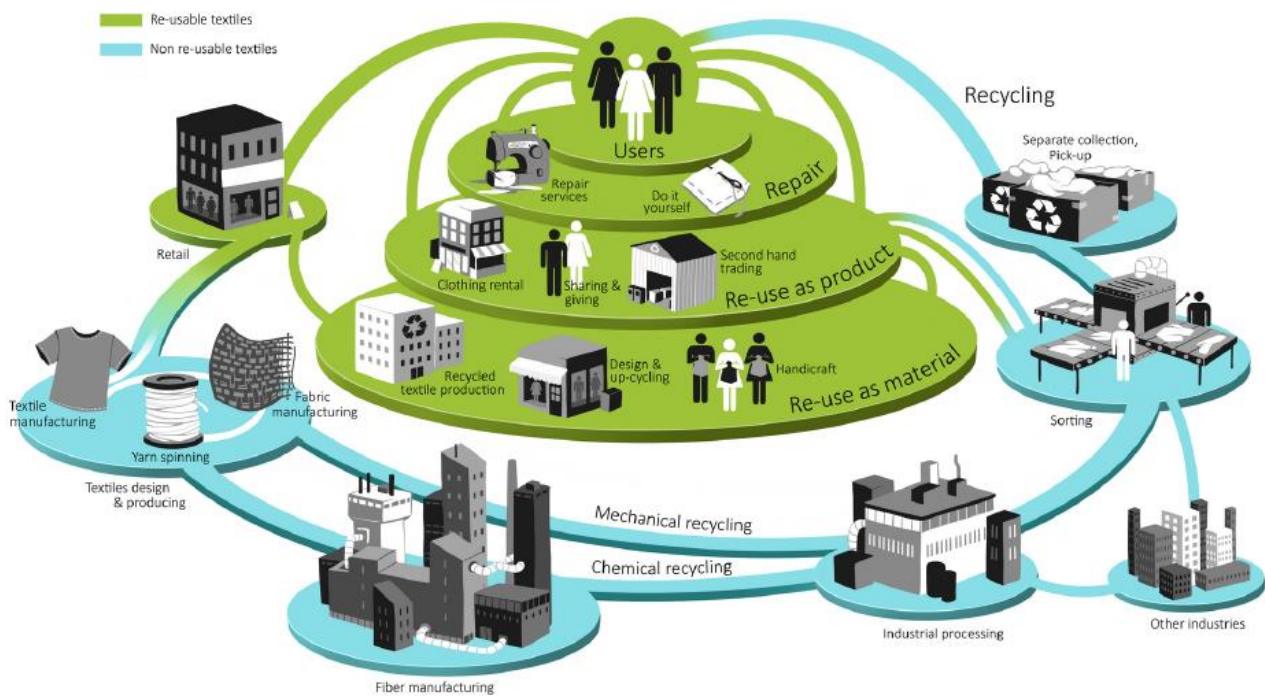 Re-usable textiles
Non re-usable textiles
Recycling
Separate collection,
Pick-up
Users
Repair
services
Do it
yourself
Repair
Retail
Clothing rental
Sharing &
giving
Second hand
trading
Re-use as product
Recycled
textile production
Design &
up-cycling
Handicraft
Re-use as material
Sorting
Textile
manufacturing
Fabric
manufacturing
Yarn spinning
Textiles design
& producing
Mechanical recycling
Chemical recycling
Industrial processing
Other industries
Fiber manufacturing